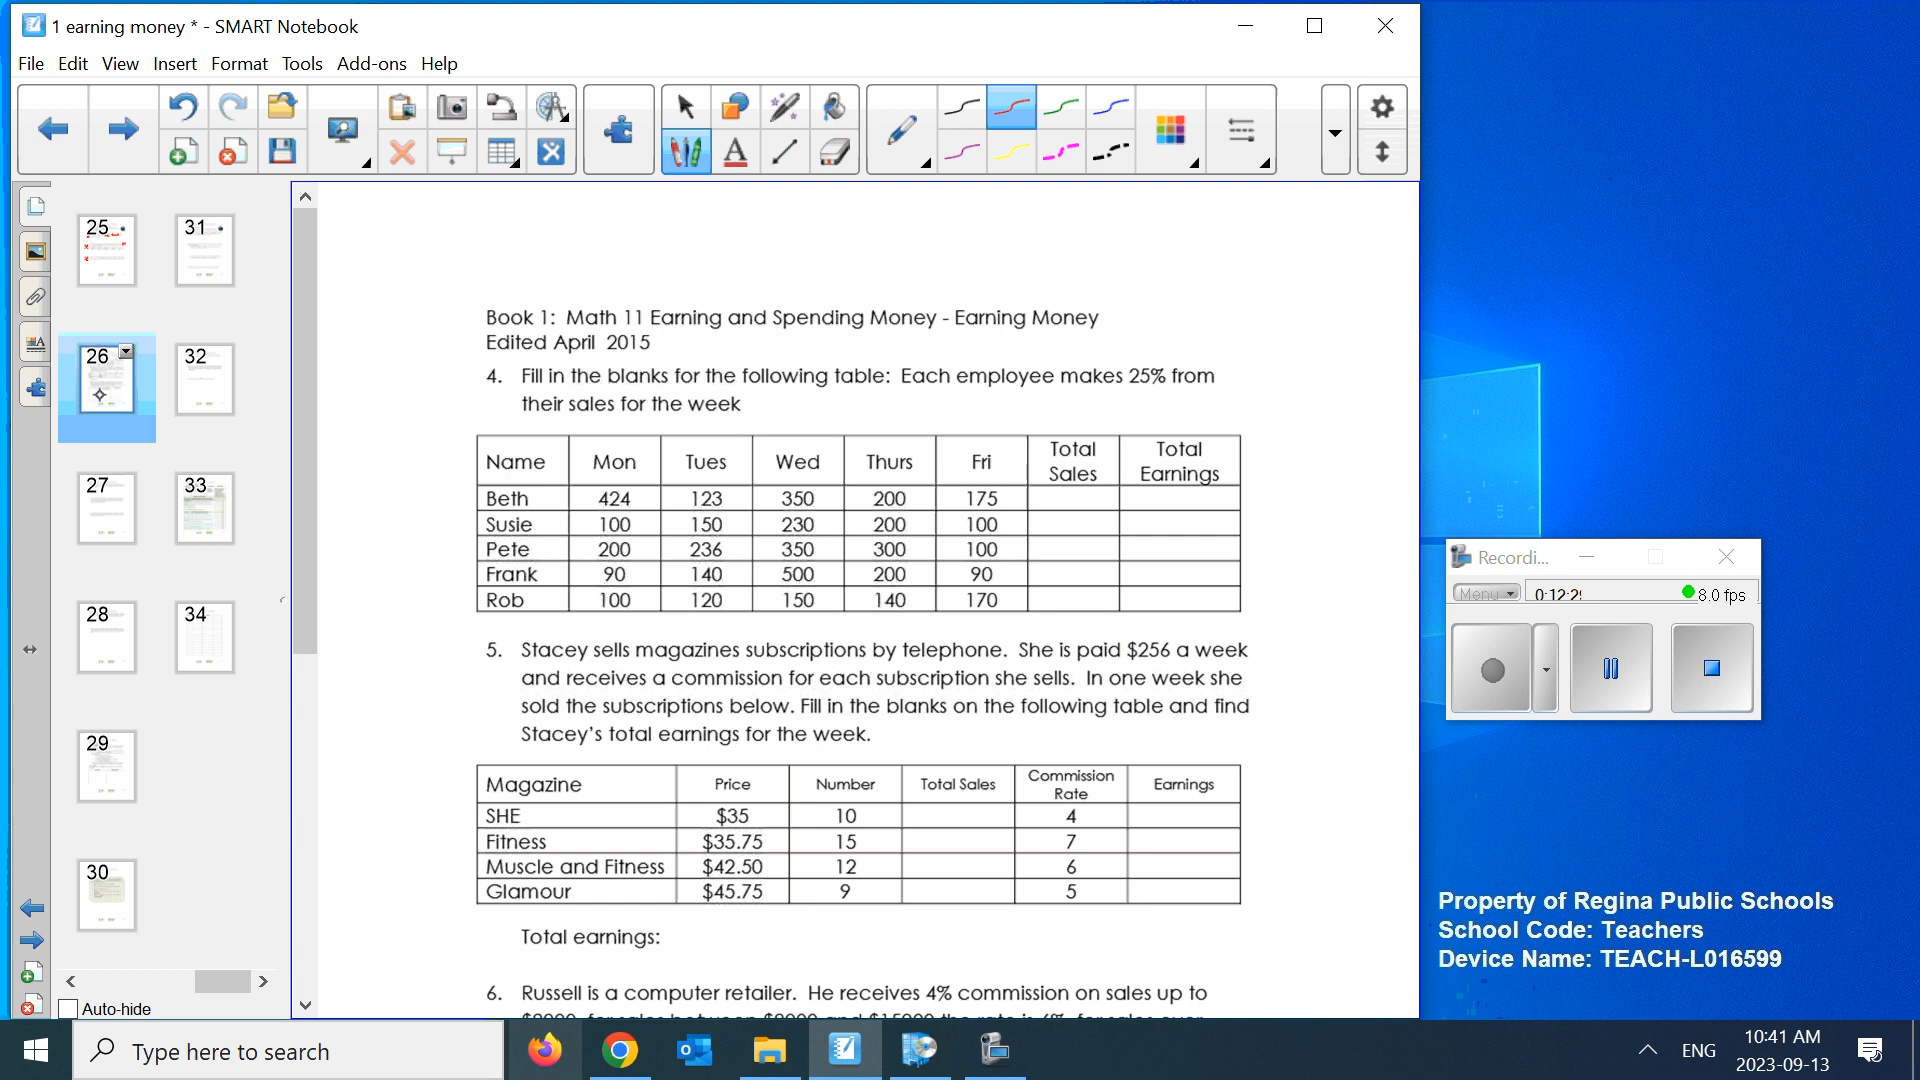 1 earning money * - SMART Notebook
File Edit View Insert Format Tools Add-ons Help
25
31
26
32
27
33
28
34
29
30
Auto-hide
Book 1: Math 11 Earning and Spending Money - Earning Money
Edited April 2015
4. Fill in the blanks for the following table: Each employee makes 25% from
their sales for the week
Name Mon Tues Wed Thurs Fri Total Sales Total Earnings
Beth 424 123 350 200 175
Susie 100 150 230 200 100
Pete 200 236 350 300 100
Frank 90 140 500 200 90
Rob 100 120 150 140 170
5. Stacey sells magazines subscriptions by telephone. She is paid $256 a week
and receives a commission for each subscription she sells. In one week she
sold the subscriptions below. Fill in the blanks on the following table and find
Stacey's total earnings for the week.
Magazine Price Number Total Sales Commission Rate Earnings
SHE $35 10 4
Fitness $35.75 15 7
Muscle and Fitness $42.50 12 6
Glamour $45.75 9 5
Total earnings:
6. Russell is a computer retailer. He receives 4% commission on sales up to
Recordi...
Menu 0:12:29 8.0 fps
Property of Regina Public Schools
School Code: Teachers
Device Name: TEACH-L016599
Type here to search
ENG
10:41 AM
2023-09-13